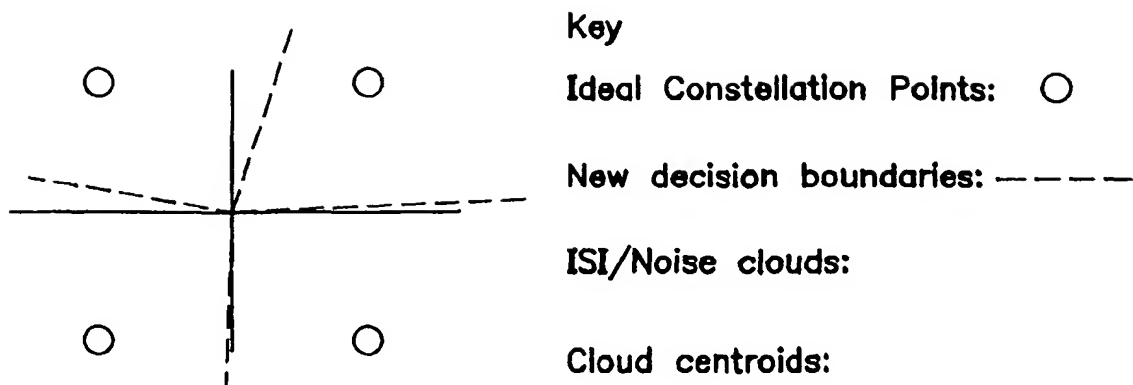 Key
Ideal Constellation Points:
New decision boundaries:
ISI/Noise clouds:
Cloud centroids: